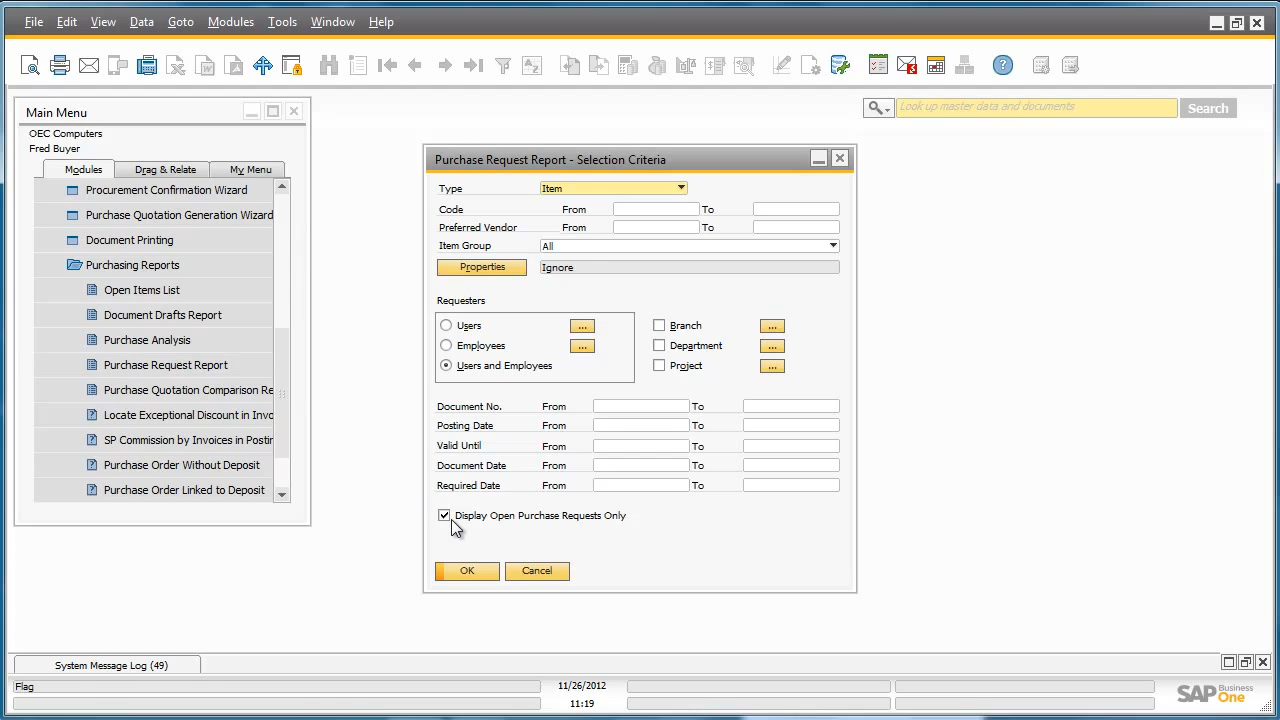 File Edit View Data Goto Modules Tools Window Help
Main Menu
OEC Computers
Fred Buyer
Modules Drag & Relate My Menu
Procurement Confirmation Wizard
Purchase Quotation Generation Wizard
Document Printing
Purchasing Reports
Open Items List
Document Drafts Report
Purchase Analysis
Purchase Request Report
Purchase Quotation Comparison Re
Locate Exceptional Discount in Invo
SP Commission by Invoices in Postin
Purchase Order Without Deposit
Purchase Order Linked to Deposit
Look up master data and documents Search
Purchase Request Report - Selection Criteria
Type Item
Code From To
Preferred Vendor From To
Item Group All
Properties Ignore
Requesters
Users ... Branch ...
Employees ... Department ...
Users and Employees Project ...
Document No. From To
Posting Date From To
Valid Until From To
Document Date From To
Required Date From To
Display Open Purchase Requests Only
OK Cancel
System Message Log (49)
Flag 11/26/2012
11:19
SAP Business One